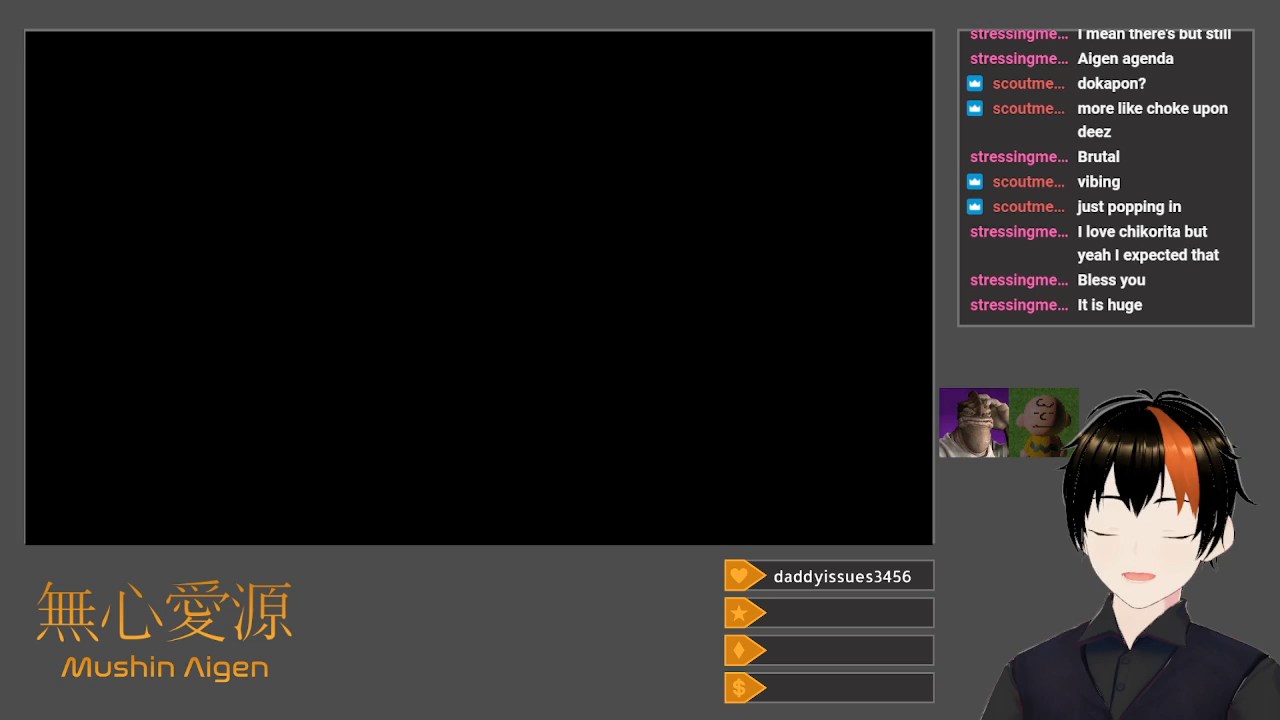 stressingme... I mean there's but still
stressingme... Aigen agenda
scoutme... dokapon?
scoutme... more like choke upon
deez
stressingme... Brutal
scoutme... vibing
scoutme... just popping in
stressingme... I love chikorita but
yeah I expected that
stressingme... Bless you
stressingme... It is huge
daddyissues3456
無心愛源
Mushin Aigen